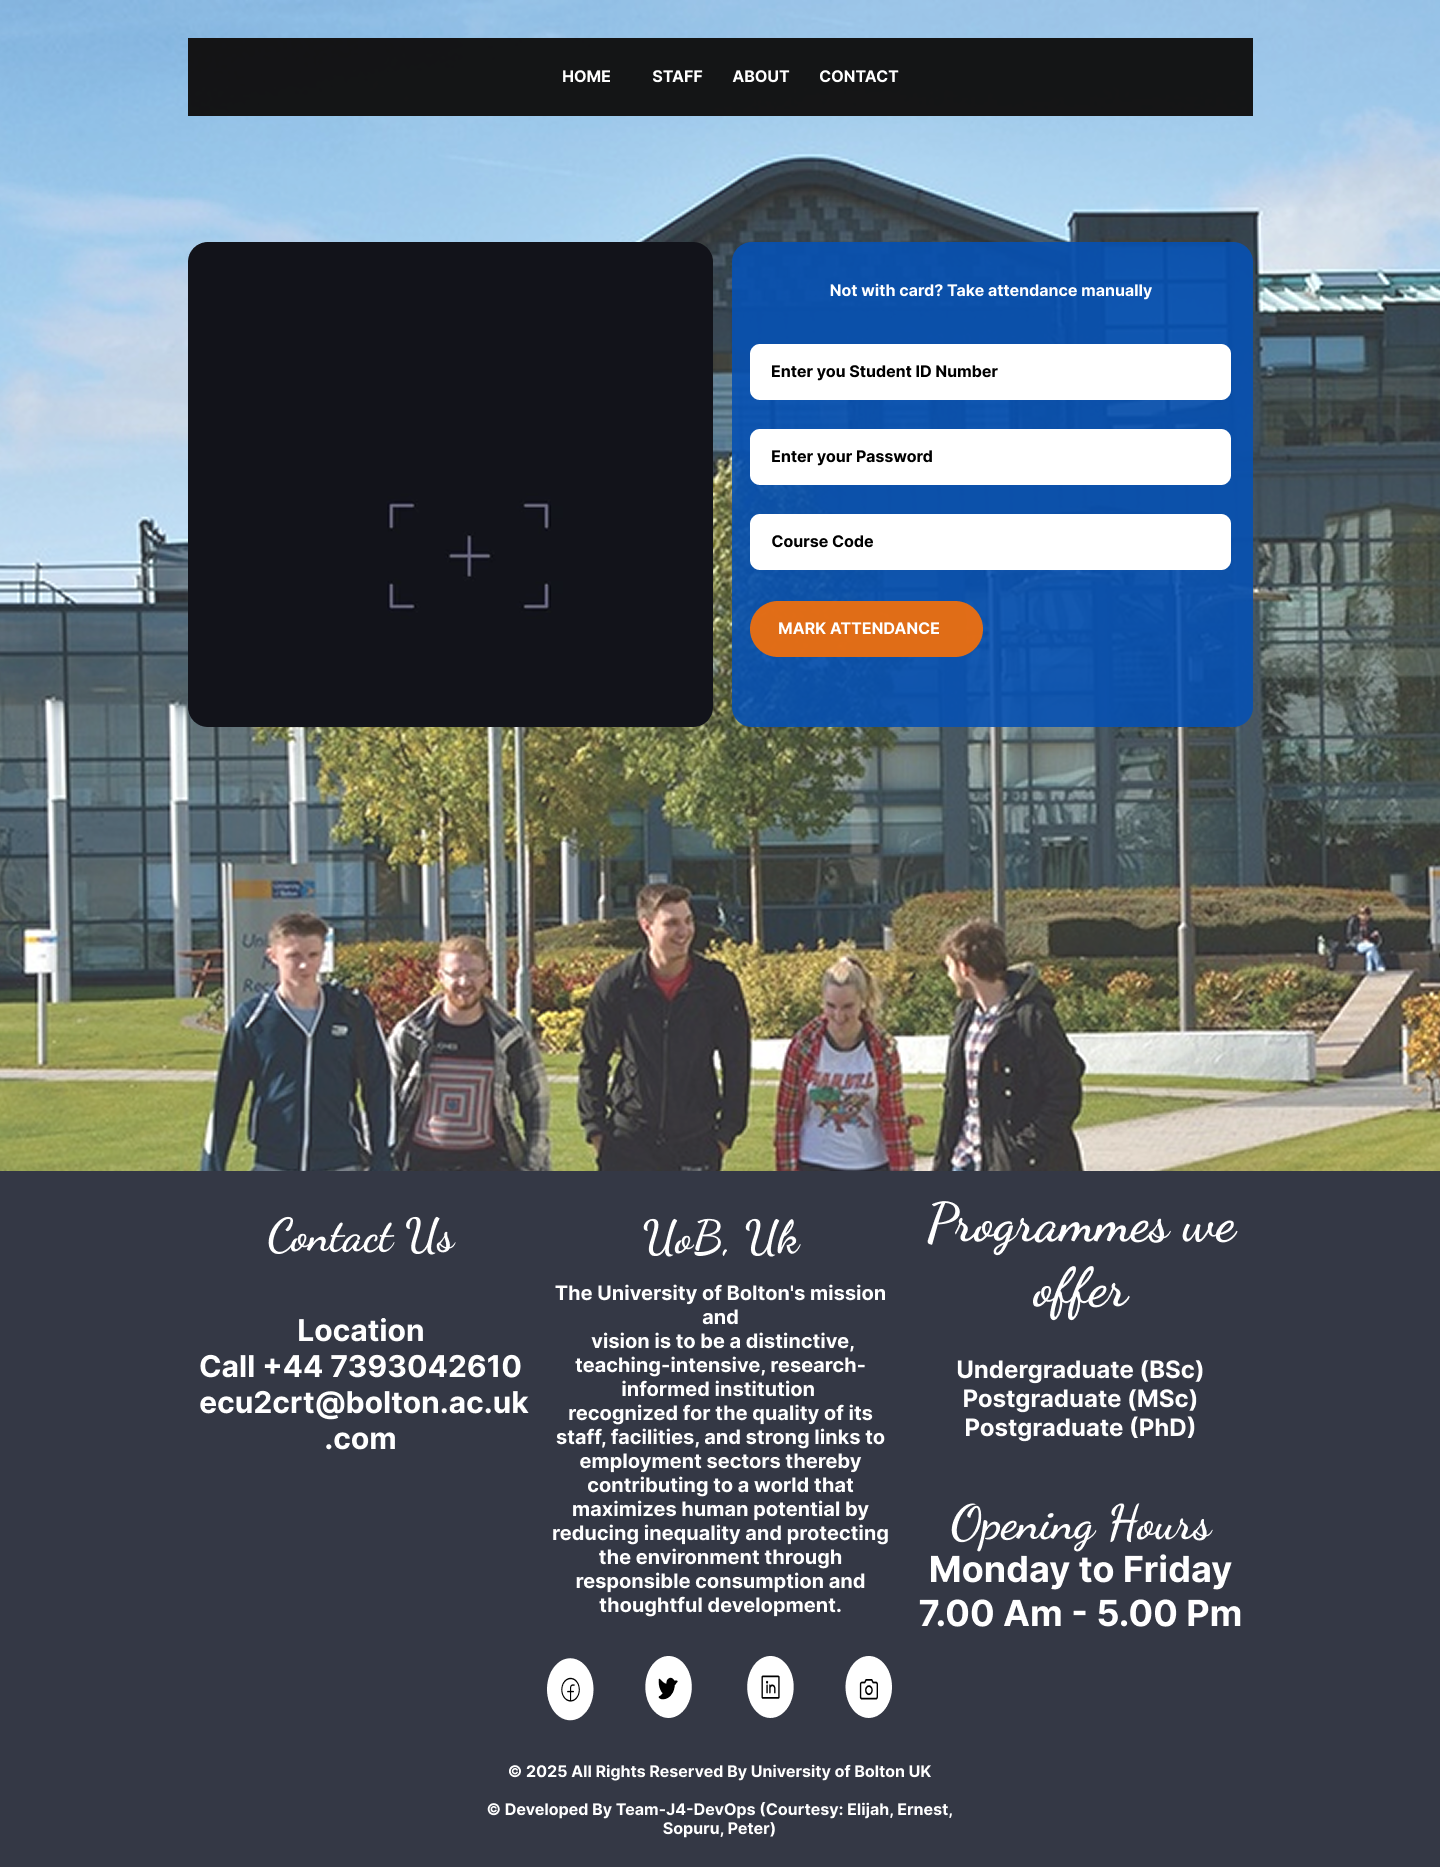 HOME STAFF ABOUT CONTACT
Not with card? Take attendance manually
Enter you Student ID Number
Enter your Password
Course Code
MARK ATTENDANCE
Contact Us
Location
Call +44 7393042610
ecu2crt@bolton.ac.uk
.com
UoB, Uk
The University of Bolton's mission
and
vision is to be a distinctive,
teaching-intensive, research-
informed institution
recognized for the quality of its
staff, facilities, and strong links to
employment sectors thereby
contributing to a world that
maximizes human potential by
reducing inequality and protecting
the environment through
responsible consumption and
thoughtful development.
Programmes we
offer
Undergraduate (BSc)
Postgraduate (MSc)
Postgraduate (PhD)
Opening Hours
Monday to Friday
7.00 Am - 5.00 Pm
© 2025 All Rights Reserved By University of Bolton UK
© Developed By Team-J4-DevOps (Courtesy: Elijah, Ernest,
Sopuru, Peter)